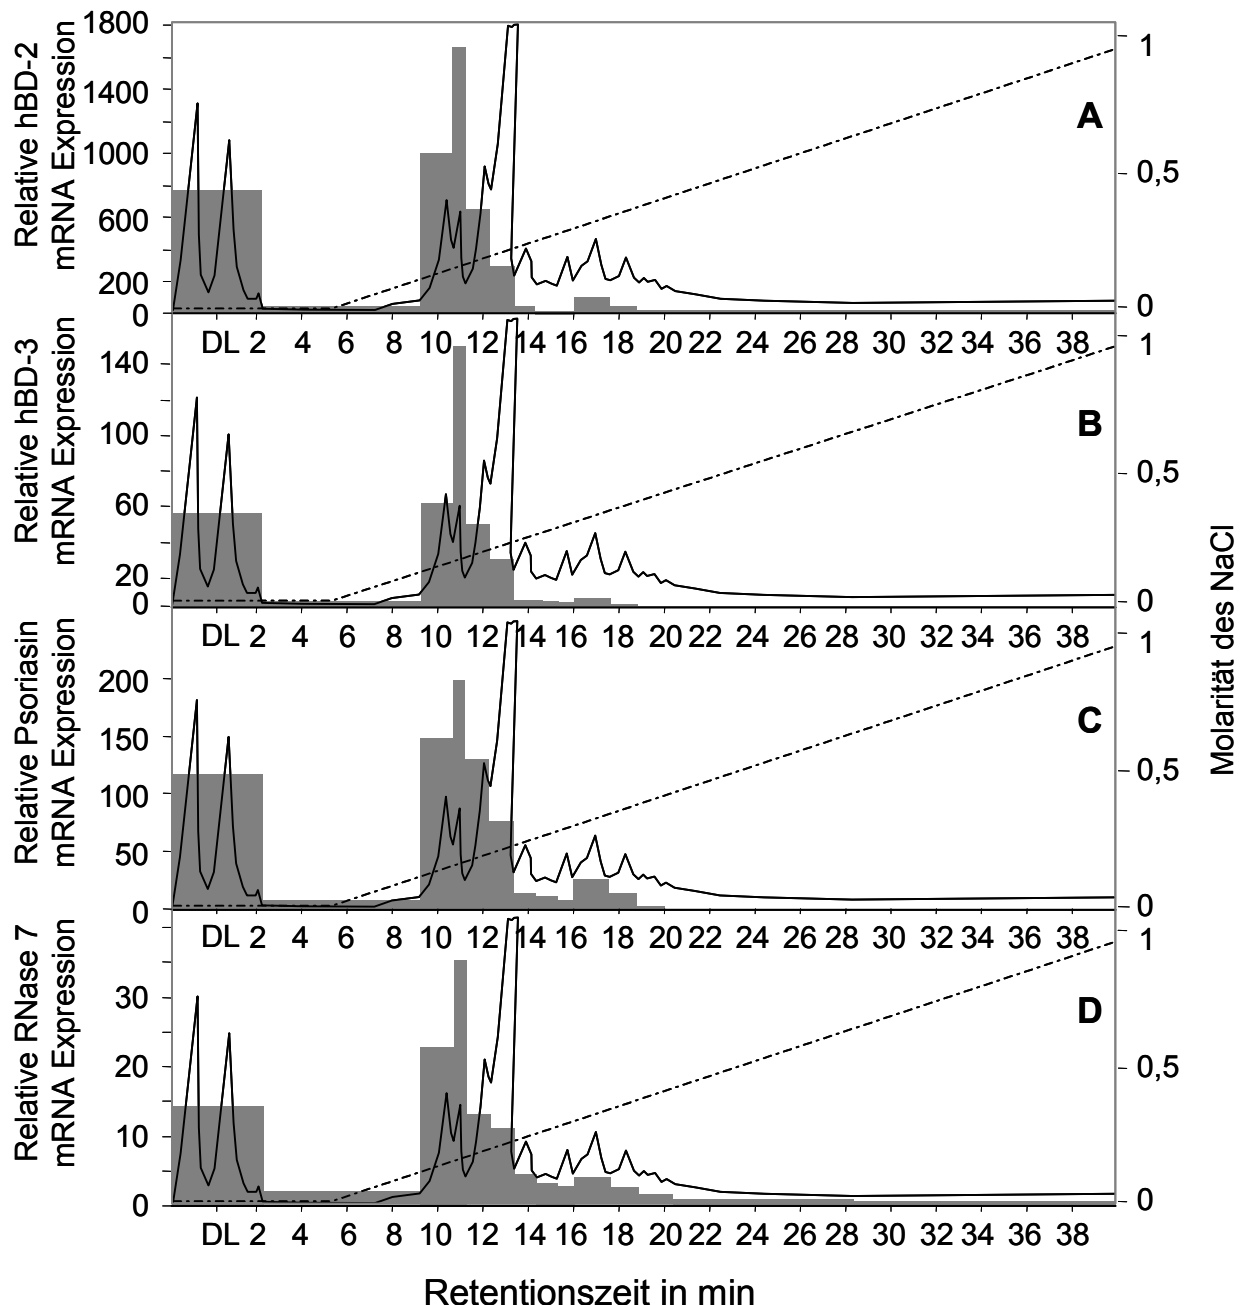 Relative hBD-2
mRNA Expression
1800
1400
1000
600
200
0
1
0,5
0
A
DL 2 4 6 8 10 12 14 16 18 20 22 24 26 28 30 32 34 36 38
Relative hBD-3
mRNA Expression
140
100
60
20
0
1
0,5
0
B
DL 2 4 6 8 10 12 14 16 18 20 22 24 26 28 30 32 34 36 38
Relative Psoriasin
mRNA Expression
200
150
100
50
0
1
0,5
0
C
DL 2 4 6 8 10 12 14 16 18 20 22 24 26 28 30 32 34 36 38
Relative RNase 7
mRNA Expression
30
20
10
0
1
0,5
0
D
DL 2 4 6 8 10 12 14 16 18 20 22 24 26 28 30 32 34 36 38
Molarität des NaCl
Retentionszeit in min